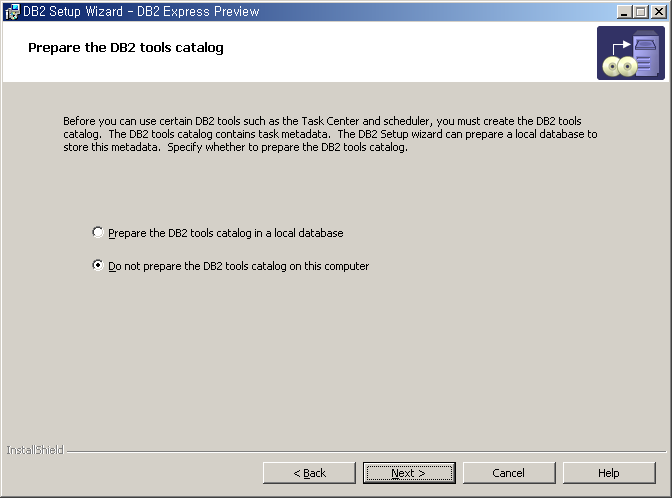 DB2 Setup Wizard - DB2 Express Preview
Prepare the DB2 tools catalog
Before you can use certain DB2 tools such as the Task Center and scheduler, you must create the DB2 tools
catalog. The DB2 tools catalog contains task metadata. The DB2 Setup wizard can prepare a local database to
store this metadata. Specify whether to prepare the DB2 tools catalog.
Prepare the DB2 tools catalog in a local database
Do not prepare the DB2 tools catalog on this computer
InstallShield
< Back
Next >
Cancel
Help